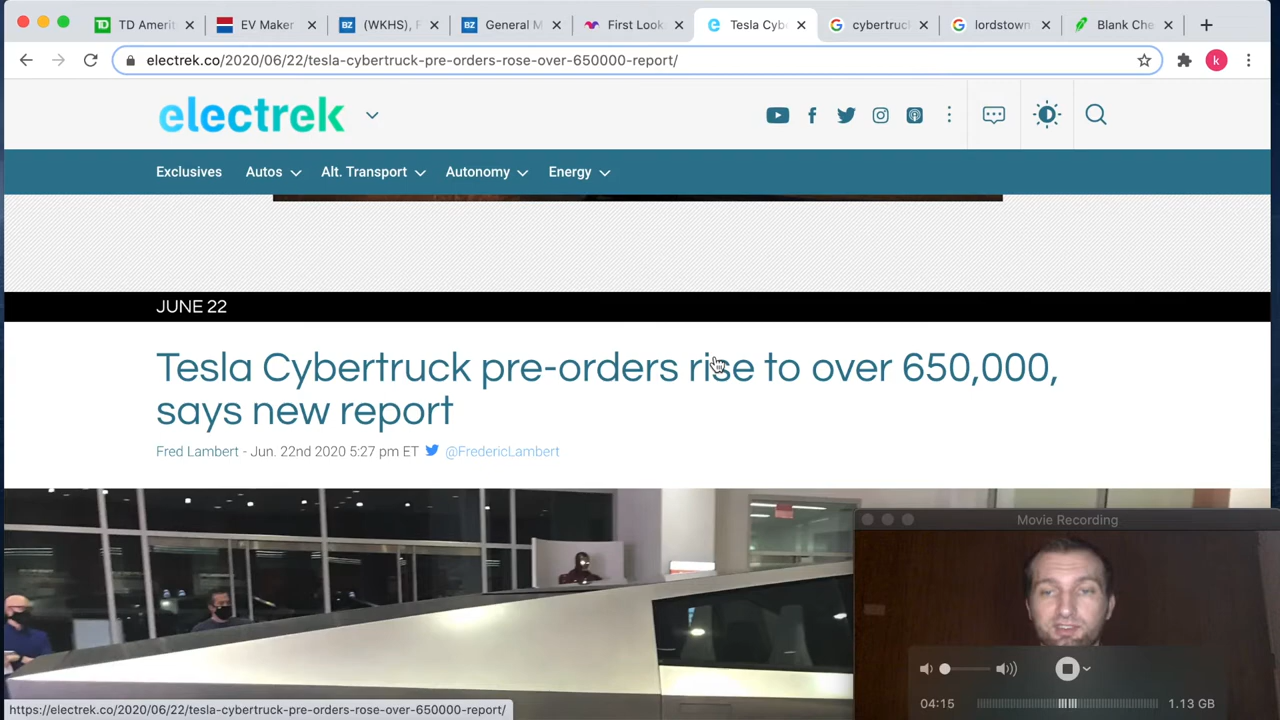 TD Amerit
EV Maker
BZ
(WKHS), F
BZ
General M
First Look
Tesla Cybe
cybertruck
lordstown
Blank Che
electrek.co/2020/06/22/tesla-cybertruck-pre-orders-rose-over-650000-report/
k
electrek
Exclusives Autos Alt. Transport Autonomy Energy
JUNE 22
Tesla Cybertruck pre-orders rise to over 650,000,
says new report
Fred Lambert - Jun. 22nd 2020 5:27 pm ET @FredericLambert
Movie Recording
04:15
1.13 GB
https://electrek.co/2020/06/22/tesla-cybertruck-pre-orders-rose-over-650000-report/